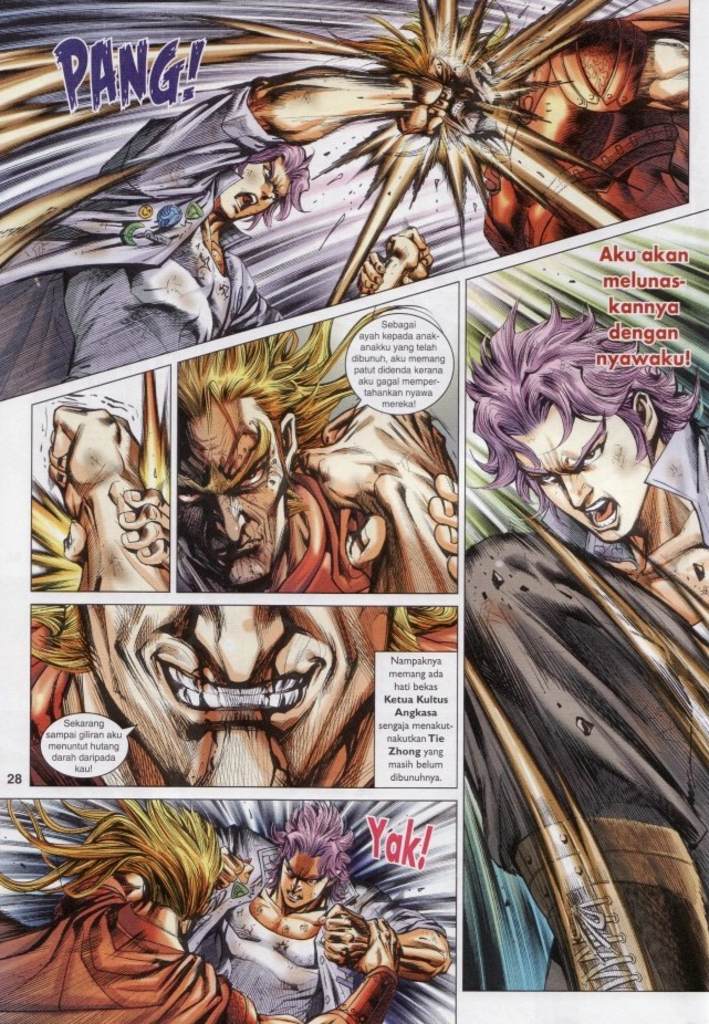 PANG!
Aku akan
melunas-
kannya
dengan
nyawaku!
Sebagai
ayah kepada anak-
anakku yang telah
dibunuh, aku memang
patut didenda kerana
aku gagal memper-
tahankan nyawa
mereka!
Nampaknya
memang ada
hati bekas
Ketua Kultus
Angkasa
sengaja menakut-
nakutkan Tie
Zhong yang
masih belum
dibunuhnya.
Sekarang
sampai giliran aku
menuntut hutang
darah daripada
kau!
28
Yak!